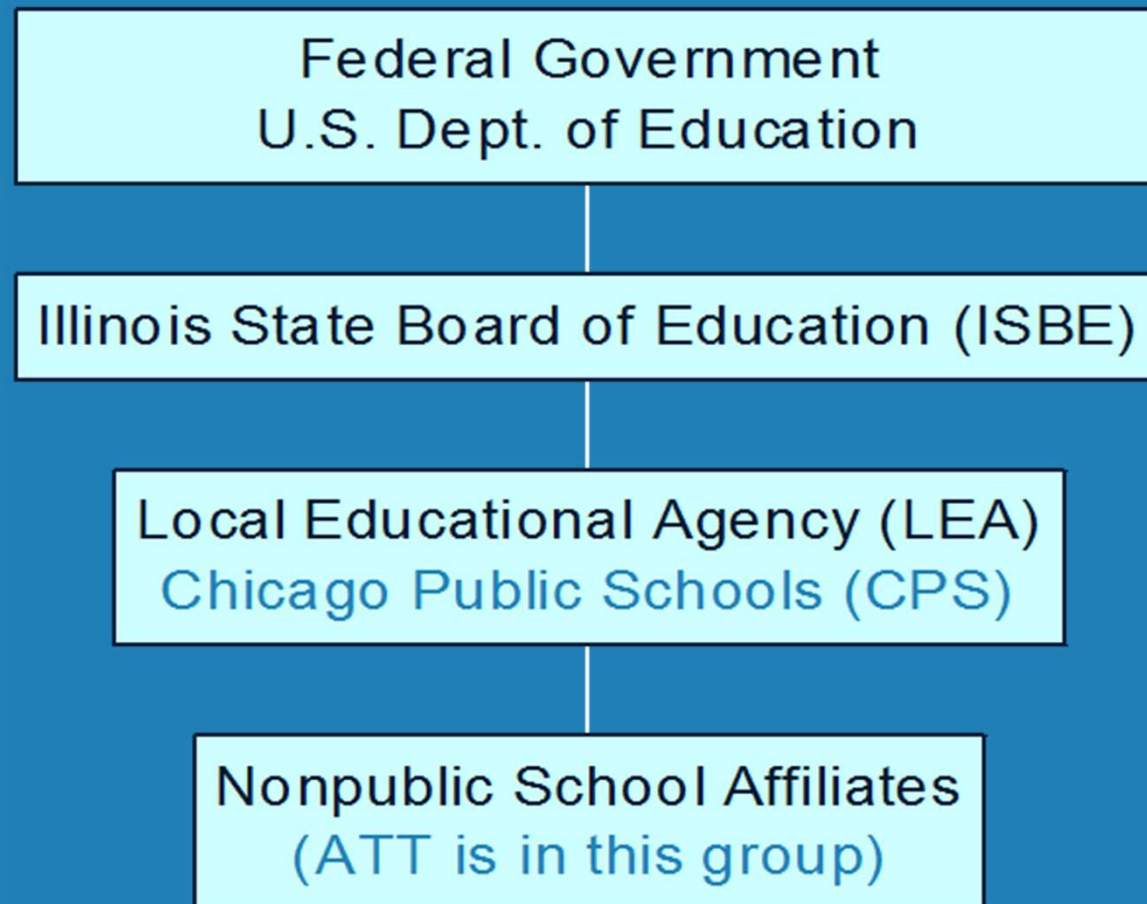 Federal Government
U.S. Dept. of Education
Illinois State Board of Education (ISBE)
Local Educational Agency (LEA)
Chicago Public Schools (CPS)
Nonpublic School Affiliates
(ATT is in this group)